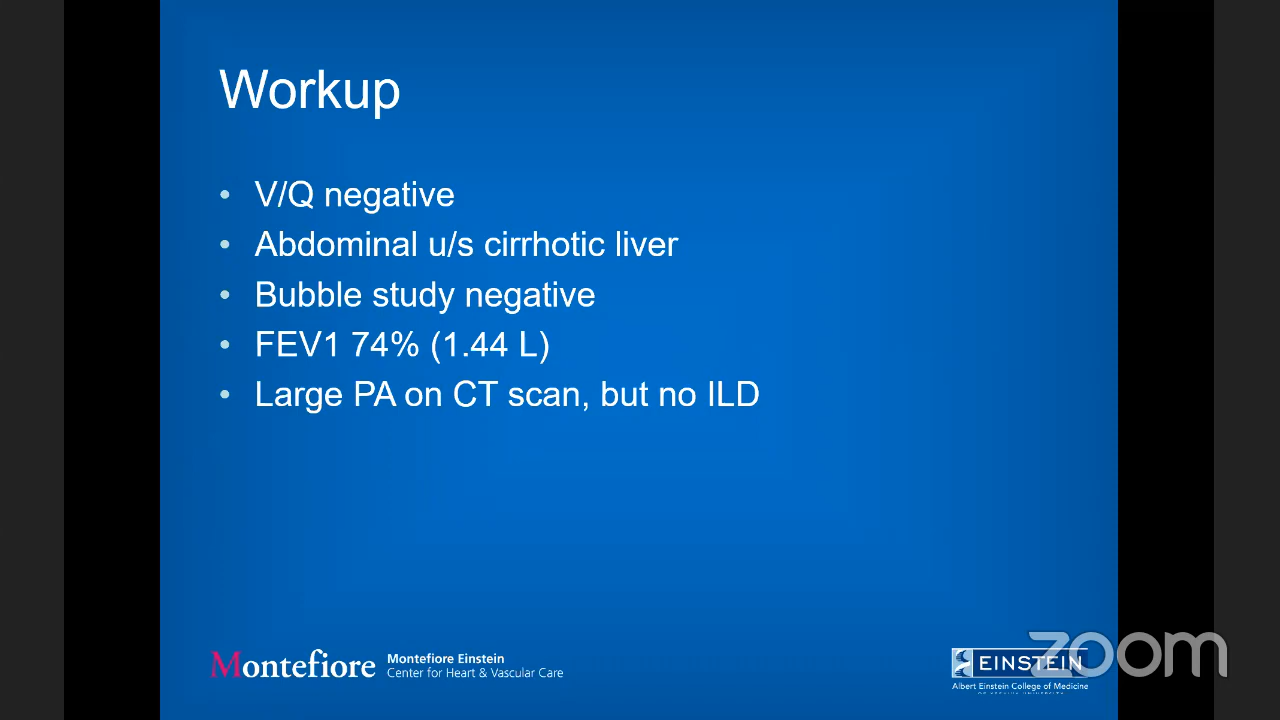 Workup
• V/Q negative
• Abdominal u/s cirrhotic liver
• Bubble study negative
• FEV1 74% (1.44 L)
• Large PA on CT scan, but no ILD
Montefiore
Montefiore Einstein
Center for Heart & Vascular Care
EINSTEIN
Albert Einstein College of Medicine
zoom